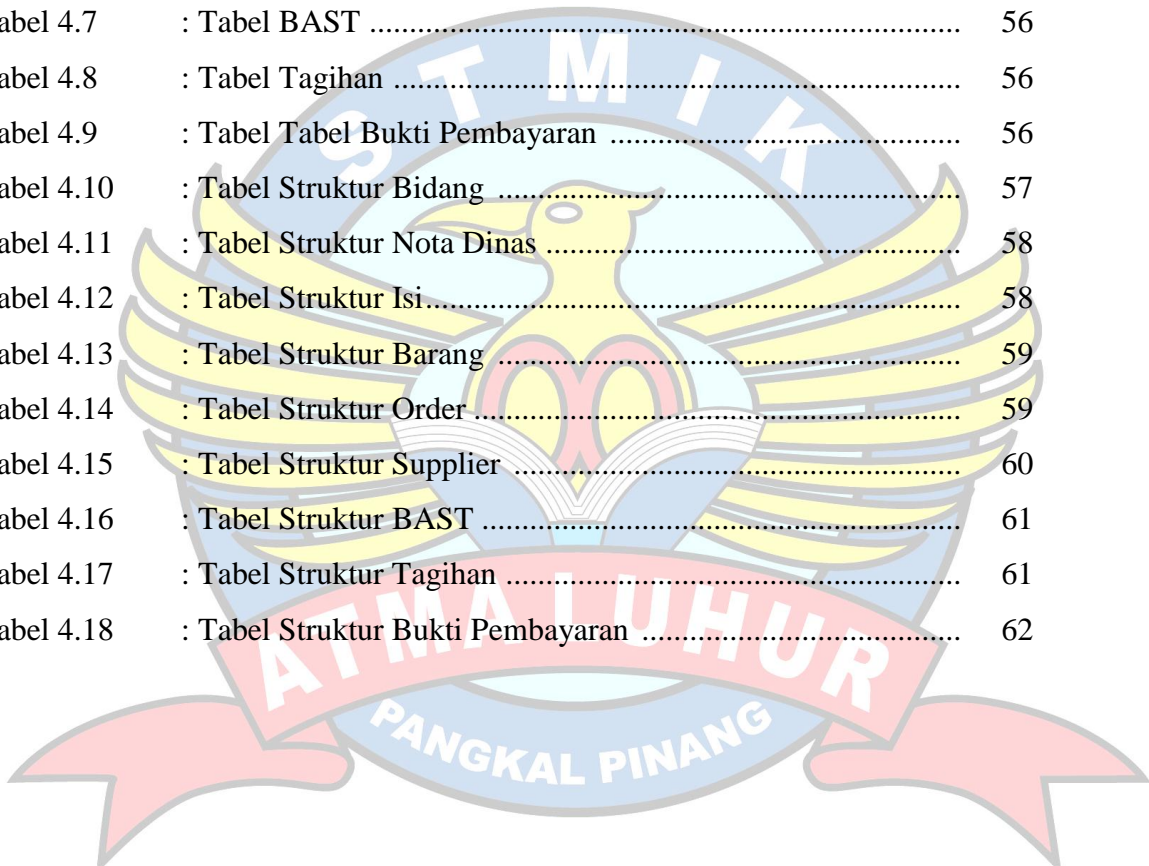 abel 4.7 : Tabel BAST .......................................................................... 56
abel 4.8 : Tabel Tagihan ....................................................................... 56
abel 4.9 : Tabel Tabel Bukti Pembayaran ............................................ 56
abel 4.10 : Tabel Struktur Bidang .......................................................... 57
abel 4.11 : Tabel Struktur Nota Dinas .................................................... 58
abel 4.12 : Tabel Struktur Isi................................................................... 58
abel 4.13 : Tabel Struktur Barang .......................................................... 59
abel 4.14 : Tabel Struktur Order ............................................................. 59
abel 4.15 : Tabel Struktur Supplier ........................................................ 60
abel 4.16 : Tabel Struktur BAST ............................................................ 61
abel 4.17 : Tabel Struktur Tagihan ......................................................... 61
abel 4.18 : Tabel Struktur Bukti Pembayaran ........................................ 62
STMIK
ATMA LUHUR
PANGKAL PINANG